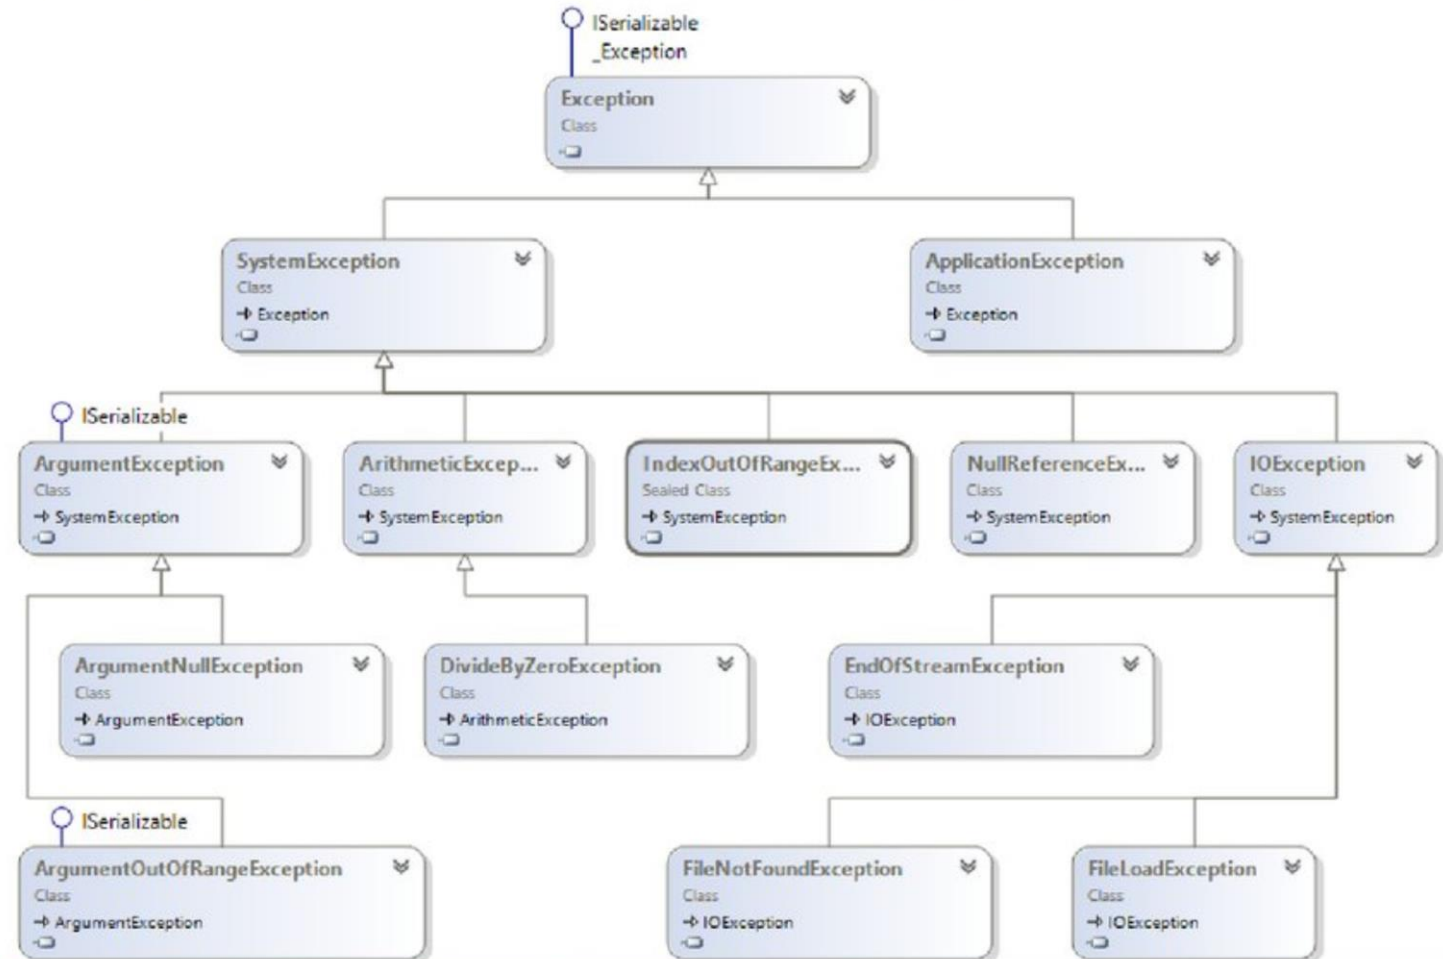 ISerializable
_Exception
Exception
Class
SystemException
Class
Exception
ApplicationException
Class
Exception
ISerializable
ArgumentException
Class
SystemException
ArithmeticExcep...
Class
SystemException
IndexOutOfRangeEx...
Sealed Class
SystemException
NullReferenceEx...
Class
SystemException
IOException
Class
SystemException
ArgumentNullException
Class
ArgumentException
DivideByZeroException
Class
ArithmeticException
EndOfStreamException
Class
IOException
ISerializable
ArgumentOutOfRangeException
Class
ArgumentException
FileNotFoundException
Class
IOException
FileLoadException
Class
IOException